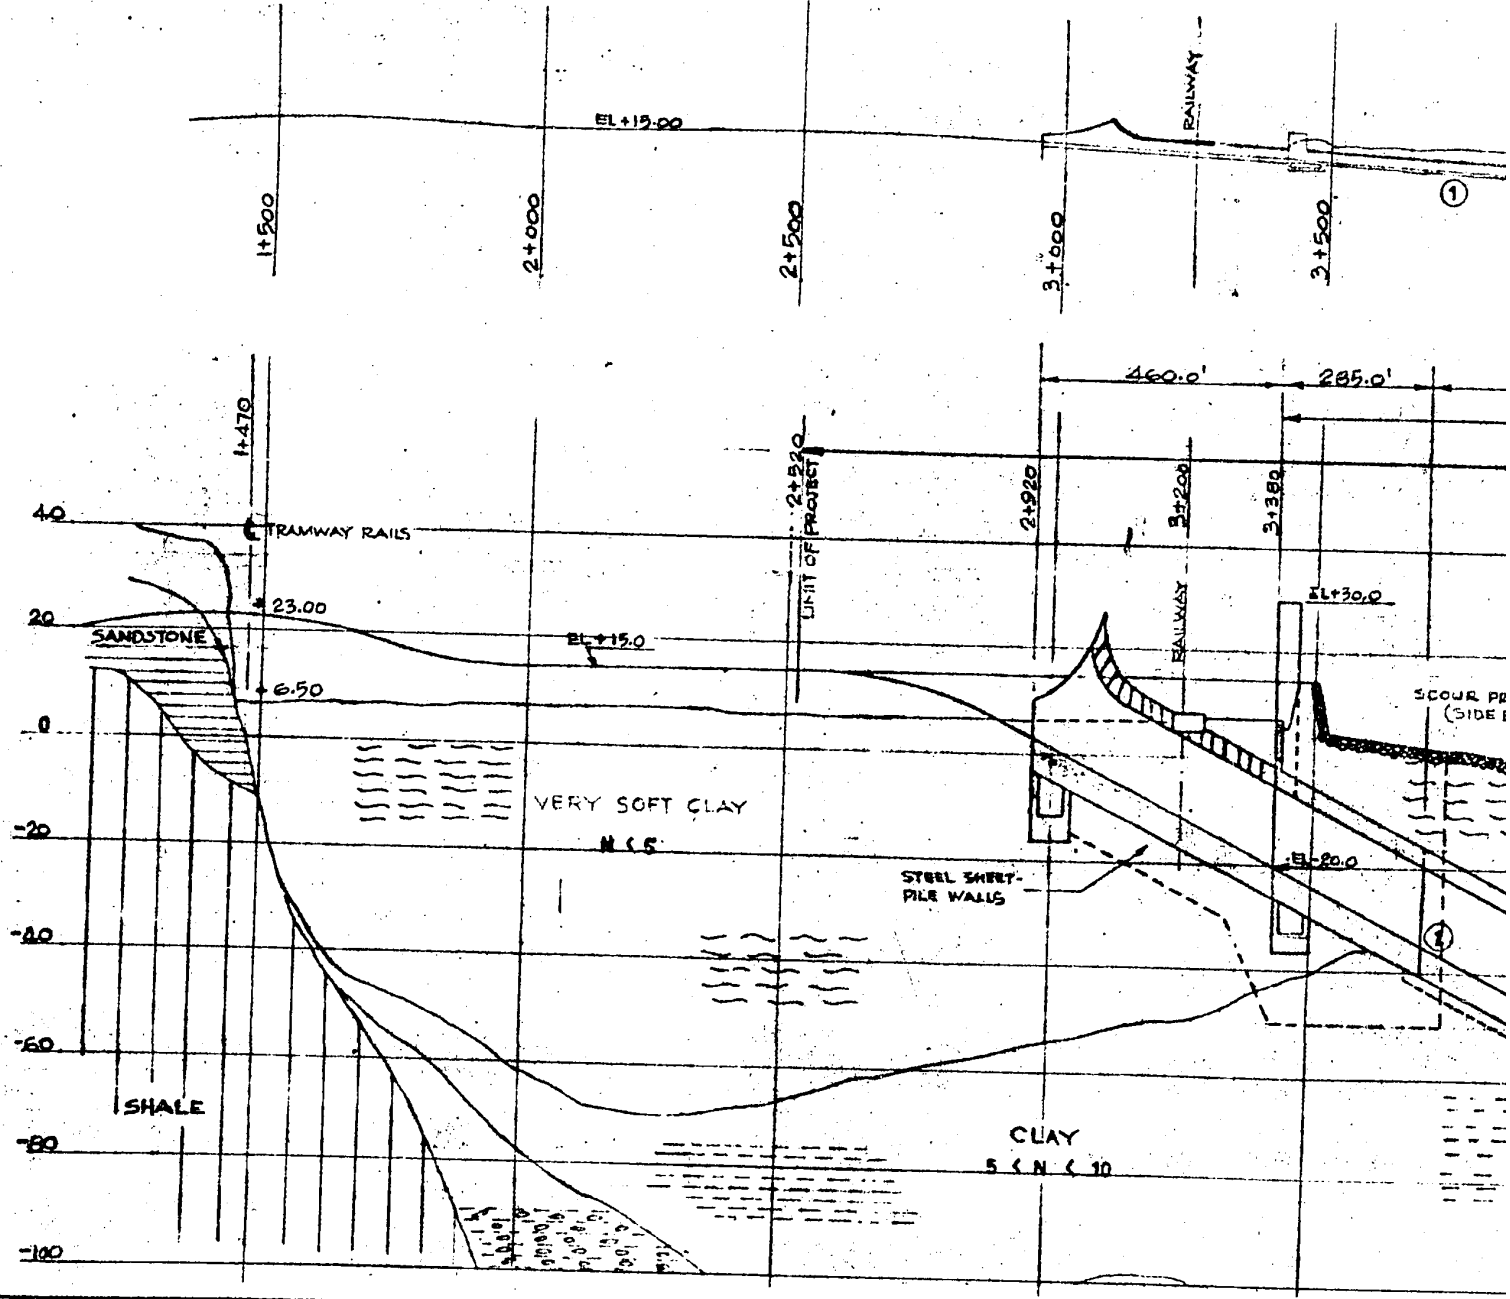 RAILWAY
EL+15.00
1+500
2+000
2+500
3+000
3+500
1
460.0'
285.0'
1+470
2+520
LIMIT OF PROJECT
2+920
3+200
3+380
RAILWAY
40
TRAMWAY RAILS
EL+30.0
23.00
20
SANDSTONE
EL+15.0
6.50
SCOUR PR
(SIDE
0
VERY SOFT CLAY
N < 5
-20
EL-20.0
STEEL SHEET-
PILE WALLS
-40
2
-60
SHALE
-80
CLAY
5 < N < 10
-100